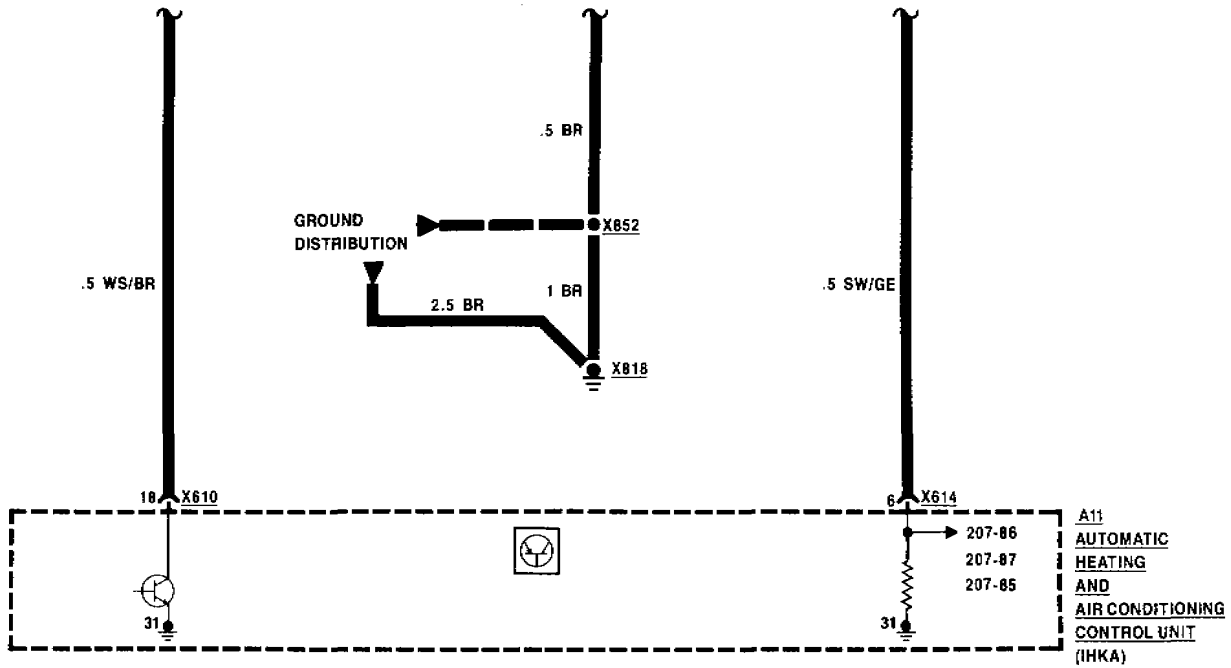 .5 BR
GROUND
DISTRIBUTION
X852
.5 WS/BR
1 BR
.5 SW/GE
2.5 BR
X818
18 X610
6 X614
207-86
207-87
207-85
31
31
A11
AUTOMATIC
HEATING
AND
AIR CONDITIONING
CONTROL UNIT
(IHKA)